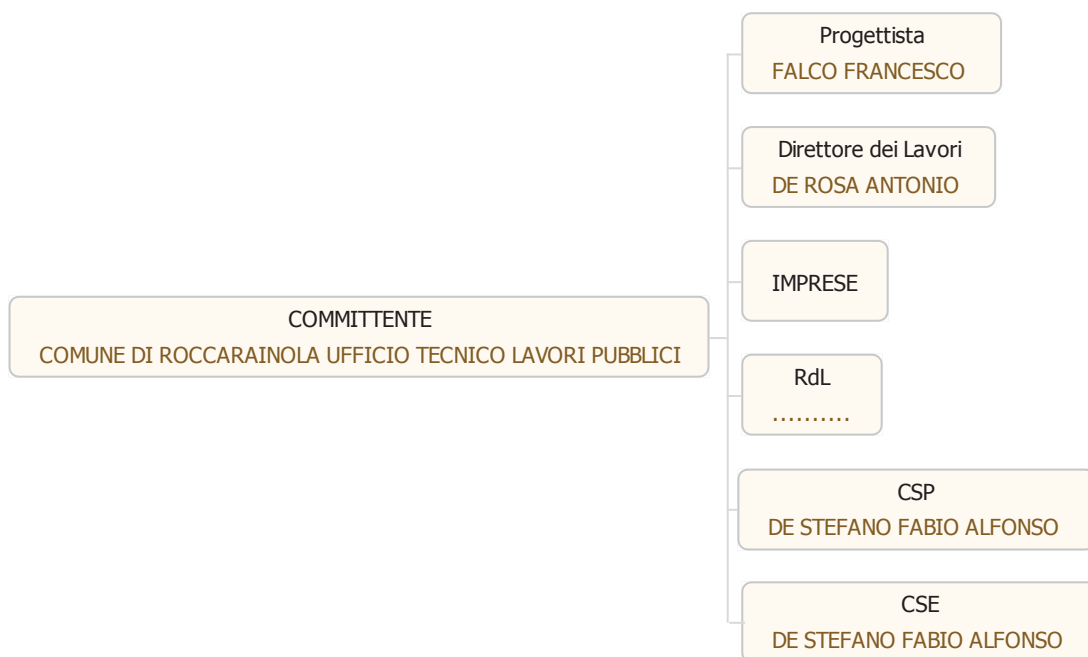 Progettista
FALCO FRANCESCO
Direttore dei Lavori
DE ROSA ANTONIO
IMPRESE
COMMITTENTE
COMUNE DI ROCCARAINOLA UFFICIO TECNICO LAVORI PUBBLICI
RdL
..........
CSP
DE STEFANO FABIO ALFONSO
CSE
DE STEFANO FABIO ALFONSO